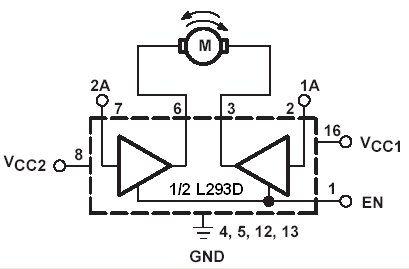 M
2A
1A
7
6
3
2
8
16
VCC2
VCC1
1/2 L293D
1
EN
4, 5, 12, 13
GND